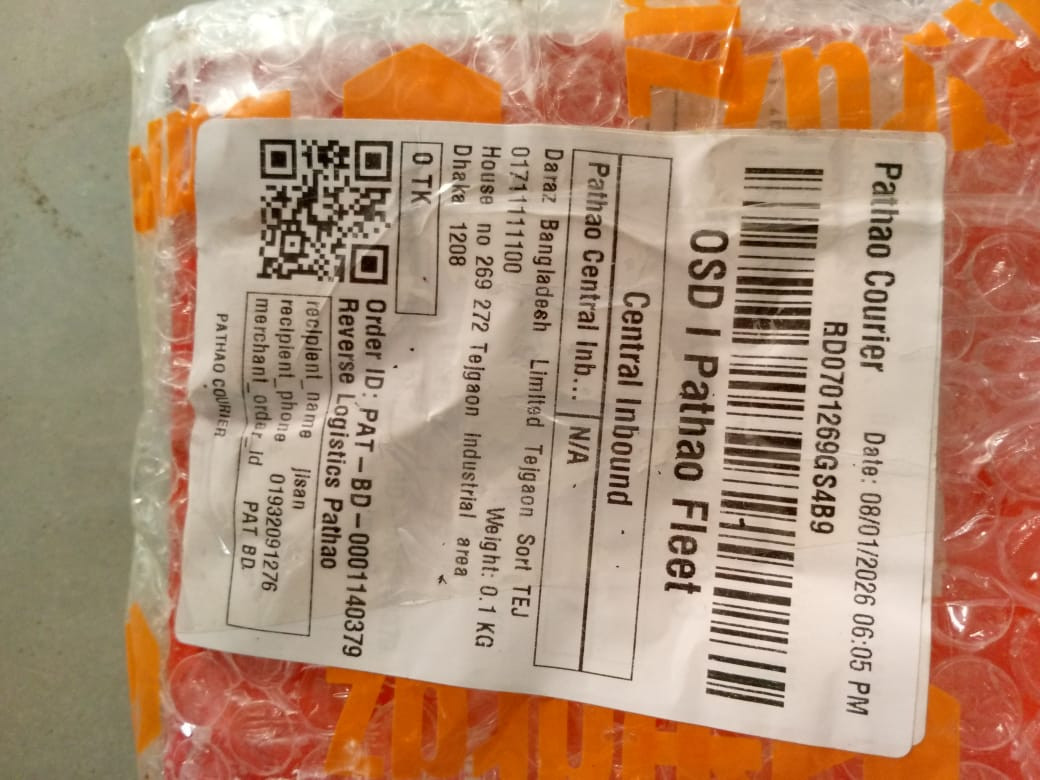 Pathao Courier Date: 08/01/2026 06:05 PM
RD0701269GS4B9
OSD | Pathao Fleet
Central Inbound
Pathao Central Inb... N/A
Daraz Bangladesh Limited Tejgaon Sort TEJ
01711111100 Weight: 0.1 KG
House no 269 272 Tejgaon industrial area
Dhaka 1208
0 TK
Order ID: PAT-BD-0001140379
Reverse Logistics Pathao
recipient_name jisan
recipient_phone 01932091276
merchant_order_id PAT BD.
PATHAO COURIER